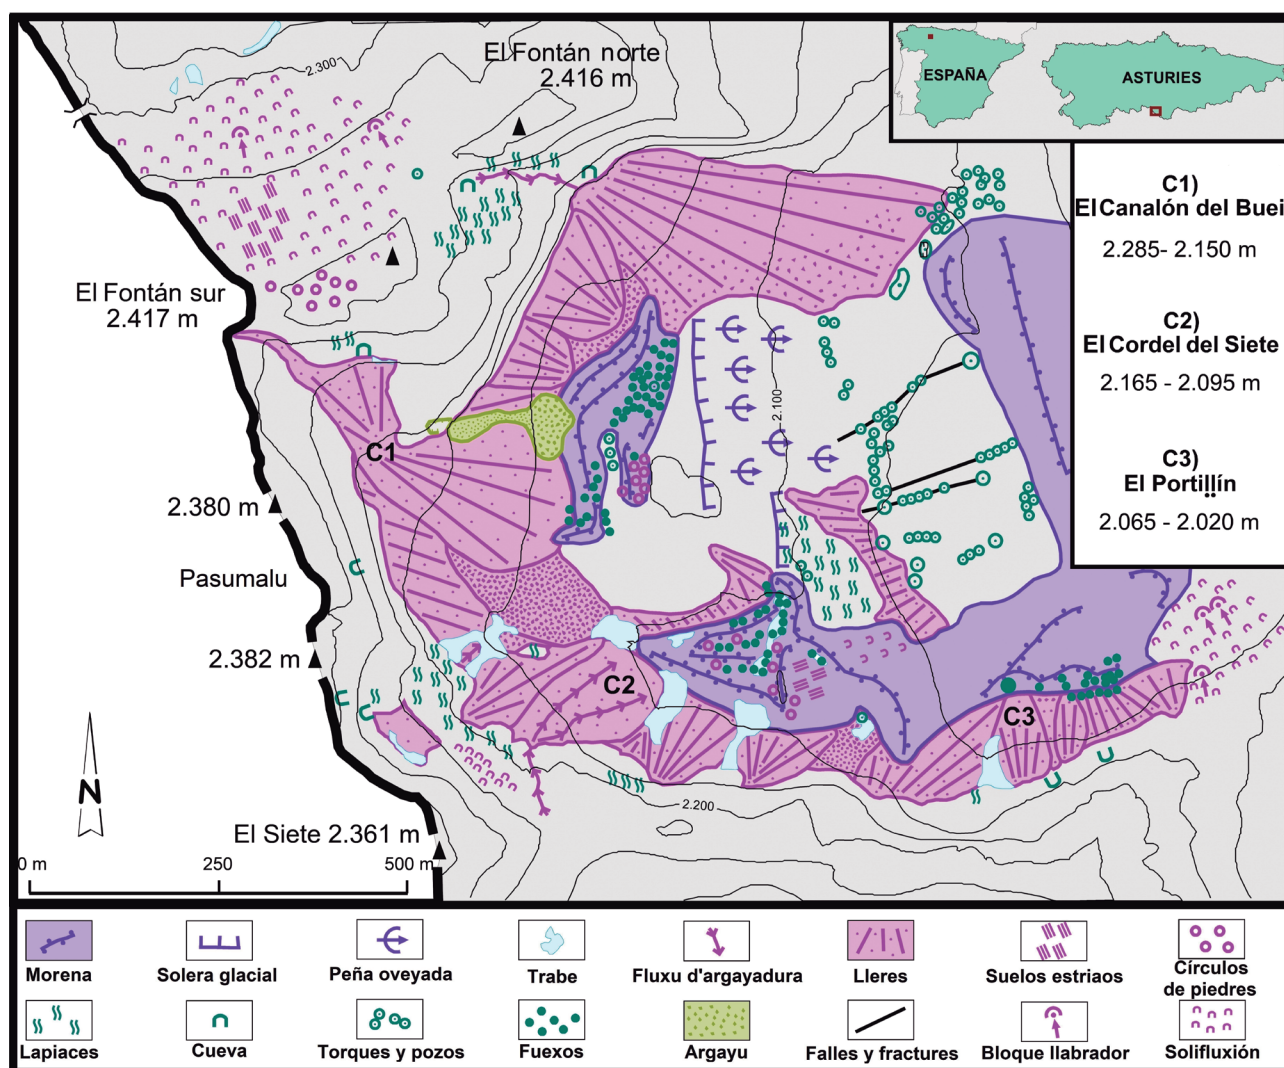 2.300
El Fontán norte
2.416 m
ESPAÑA
ASTURIES
C1)
El Canalón del Buei
2.285- 2.150 m
C2)
El Cordel del Siete
2.165 - 2.095 m
C3)
El Portiḷḷín
2.065 - 2.020 m
El Fontán sur
2.417 m
2.100
C1
2.380 m
Pasumalu
2.382 m
C2
C3
N
2.200
El Siete 2.361 m
0 m
250
500 m
Morena
Solera glacial
Peña oveyada
Trabe
Fluxu d'argayadura
Lleres
Suelos estriaos
Círculos
de piedres
Lapiaces
Cueva
Torques y pozos
Fuexos
Argayu
Falles y fractures
Bloque llabrador
Solifluxión